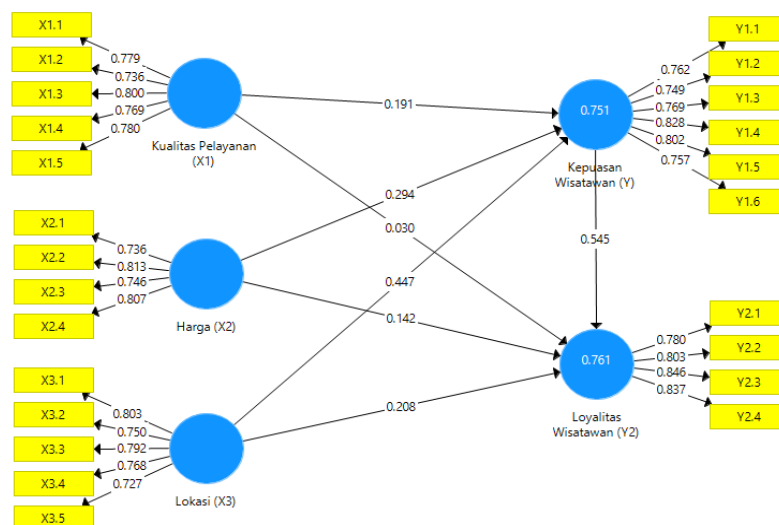 X1.1
X1.2
X1.3
X1.4
X1.5
0.779
0.736
0.800
0.769
0.780
Kualitas Pelayanan
(X1)
X2.1
X2.2
X2.3
X2.4
0.736
0.813
0.746
0.807
Harga (X2)
X3.1
X3.2
X3.3
X3.4
X3.5
0.803
0.750
0.792
0.768
0.727
Lokasi (X3)
0.191
0.294
0.030
0.447
0.142
0.208
0.751
Kepuasan
Wisatawan (Y)
0.545
0.761
Loyalitas
Wisatawan (Y2)
0.762
0.749
0.769
0.828
0.802
0.757
Y1.1
Y1.2
Y1.3
Y1.4
Y1.5
Y1.6
0.780
0.803
0.846
0.837
Y2.1
Y2.2
Y2.3
Y2.4